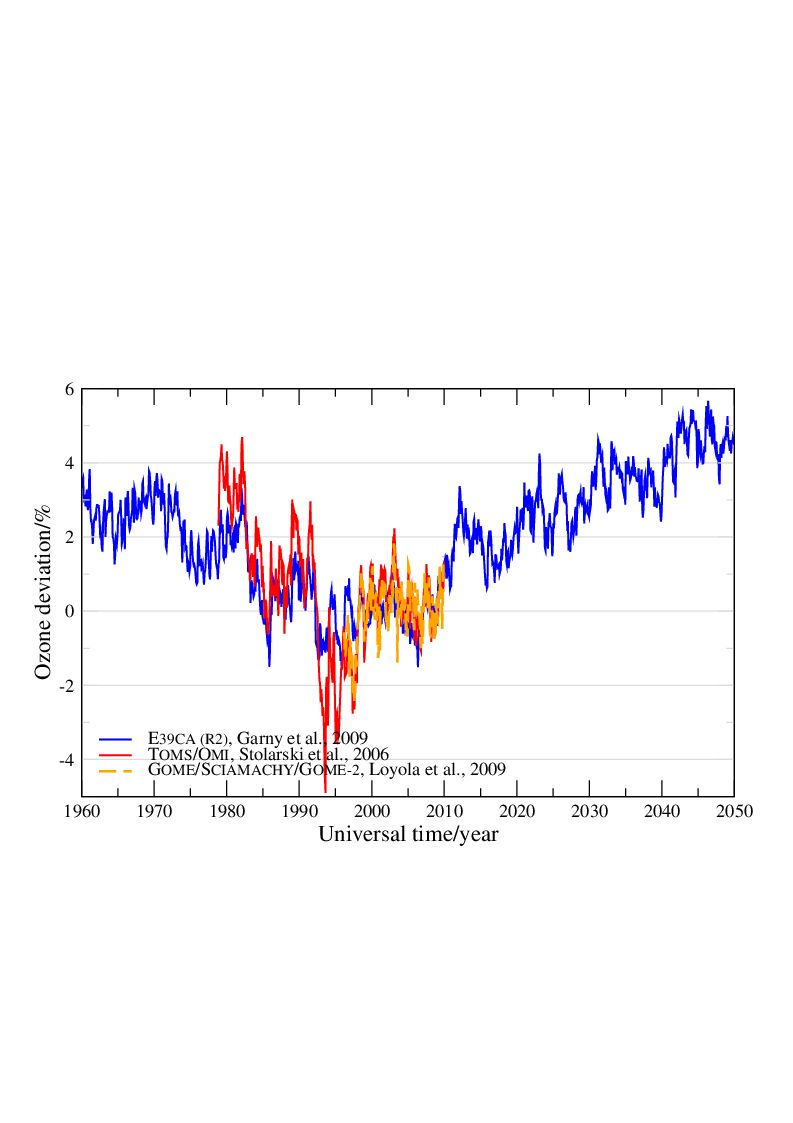 6
4
2
0
-2
-4
Ozone deviation/%
E39CA (R2), Garny et al., 2009
TOMS/OMI, Stolarski et al., 2006
GOME/SCIAMACHY/GOME-2, Loyola et al., 2009
1960 1970 1980 1990 2000 2010 2020 2030 2040 2050
Universal time/year